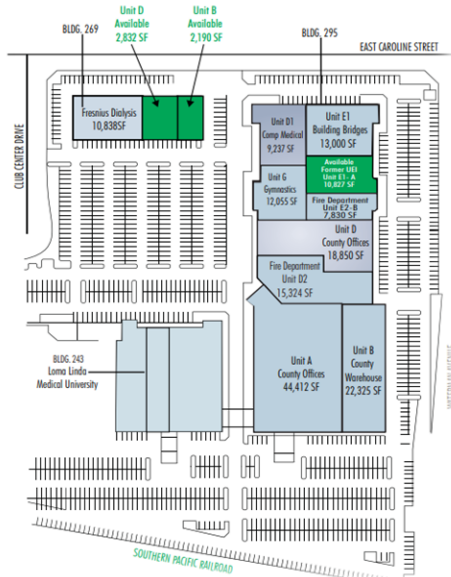 Unit D
Available
2,832 SF
Unit B
Available
2,190 SF
BLDG. 269
BLDG. 295
EAST CAROLINE STREET
CLUB CENTER DRIVE
Fresnius Dialysis
10,838SF
Unit D1
Comp Medical
9,237 SF
Unit E1
Building Bridges
13,000 SF
Available
Former UEI
Unit E1- A
10,827 SF
Unit G
Gymnastics
12,055 SF
Fire Department
Unit E2-B
7,830 SF
Unit D
County Offices
18,850 SF
Fire Department
Unit D2
15,324 SF
BLDG. 243
Loma Linda
Medical University
Unit A
County Offices
44,412 SF
Unit B
County
Warehouse
22,325 SF
SOUTHERN PACIFIC RAILROAD